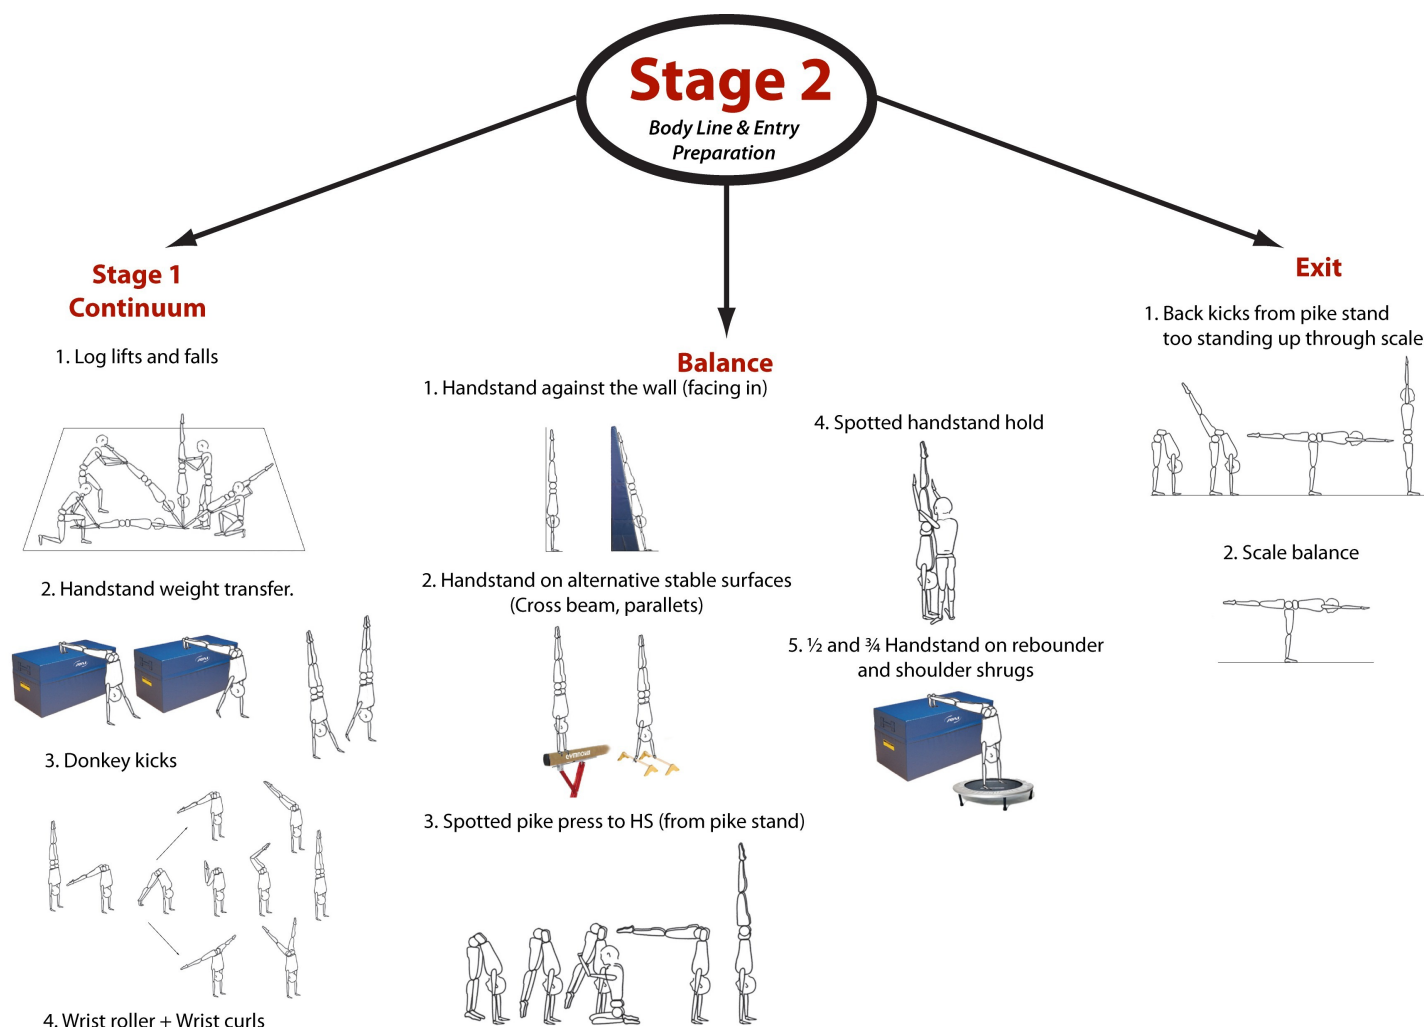 Stage 2
Body Line & Entry
Preparation
Stage 1
Continuum
1. Log lifts and falls
2. Handstand weight transfer.
3. Donkey kicks
4. Wrist roller + Wrist curls
Balance
1. Handstand against the wall (facing in)
2. Handstand on alternative stable surfaces
(Cross beam, parallets)
3. Spotted pike press to HS (from pike stand)
4. Spotted handstand hold
5. ½ and ¾ Handstand on rebounder
and shoulder shrugs
Exit
1. Back kicks from pike stand
too standing up through scale
2. Scale balance